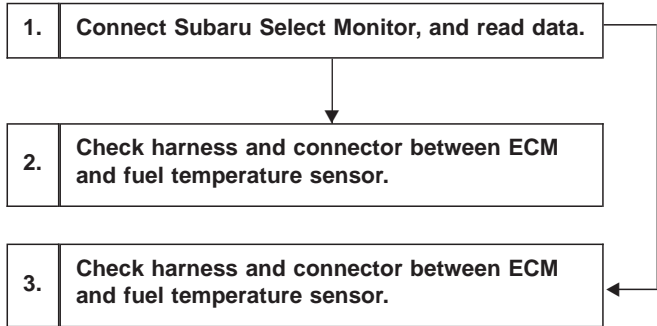 1. Connect Subaru Select Monitor, and read data.
2. Check harness and connector between ECM
and fuel temperature sensor.
3. Check harness and connector between ECM
and fuel temperature sensor.